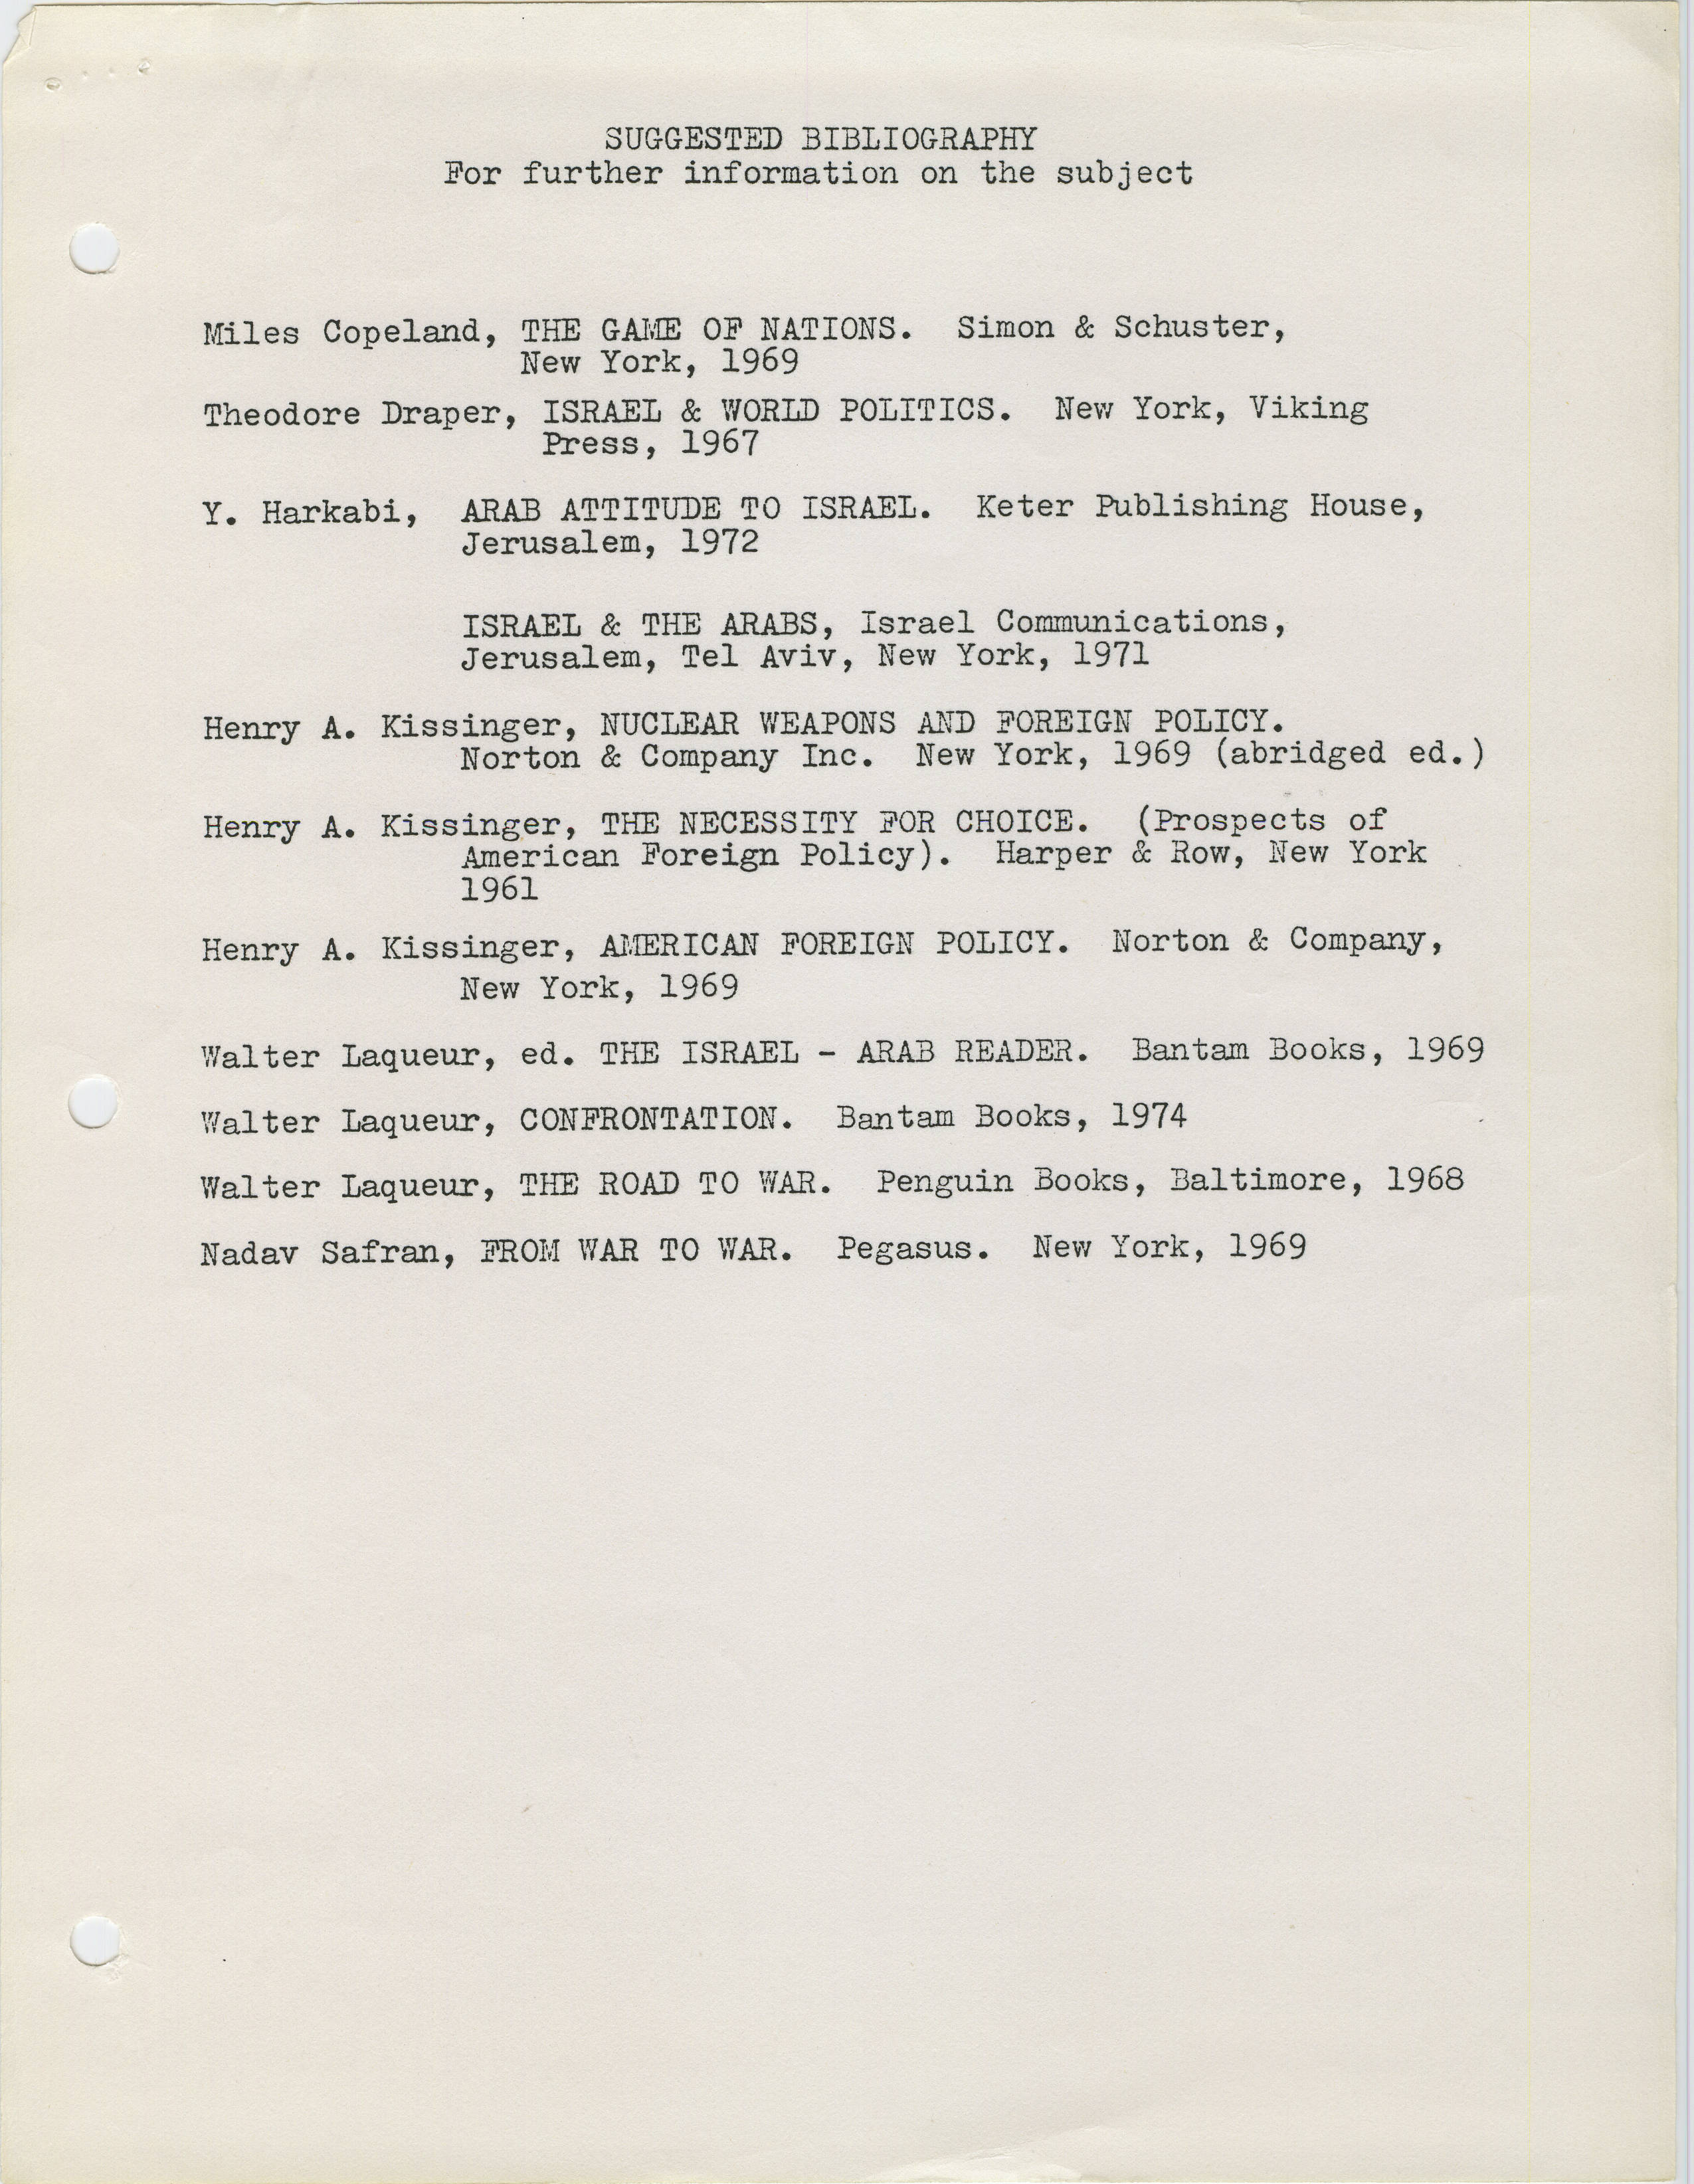 SUGGESTED BIBLIOGRAPHY
For further information on the subject
Miles Copeland, THE GAME OF NATIONS. Simon & Schuster,
New York, 1969
Theodore Draper, ISRAEL & WORLD POLITICS. New York, Viking
Press, 1967
Y. Harkabi, ARAB ATTITUDE TO ISRAEL. Keter Publishing House,
Jerusalem, 1972
ISRAEL & THE ARABS, Israel Communications,
Jerusalem, Tel Aviv, New York, 1971
Henry A. Kissinger, NUCLEAR WEAPONS AND FOREIGN POLICY.
Norton & Company Inc. New York, 1969 (abridged ed.)
Henry A. Kissinger, THE NECESSITY FOR CHOICE. (Prospects of
American Foreign Policy). Harper & Row, New York
1961
Henry A. Kissinger, AMERICAN FOREIGN POLICY. Norton & Company,
New York, 1969
Walter Laqueur, ed. THE ISRAEL - ARAB READER. Bantam Books, 1969
Walter Laqueur, CONFRONTATION. Bantam Books, 1974
Walter Laqueur, THE ROAD TO WAR. Penguin Books, Baltimore, 1968
Nadav Safran, FROM WAR TO WAR. Pegasus. New York, 1969